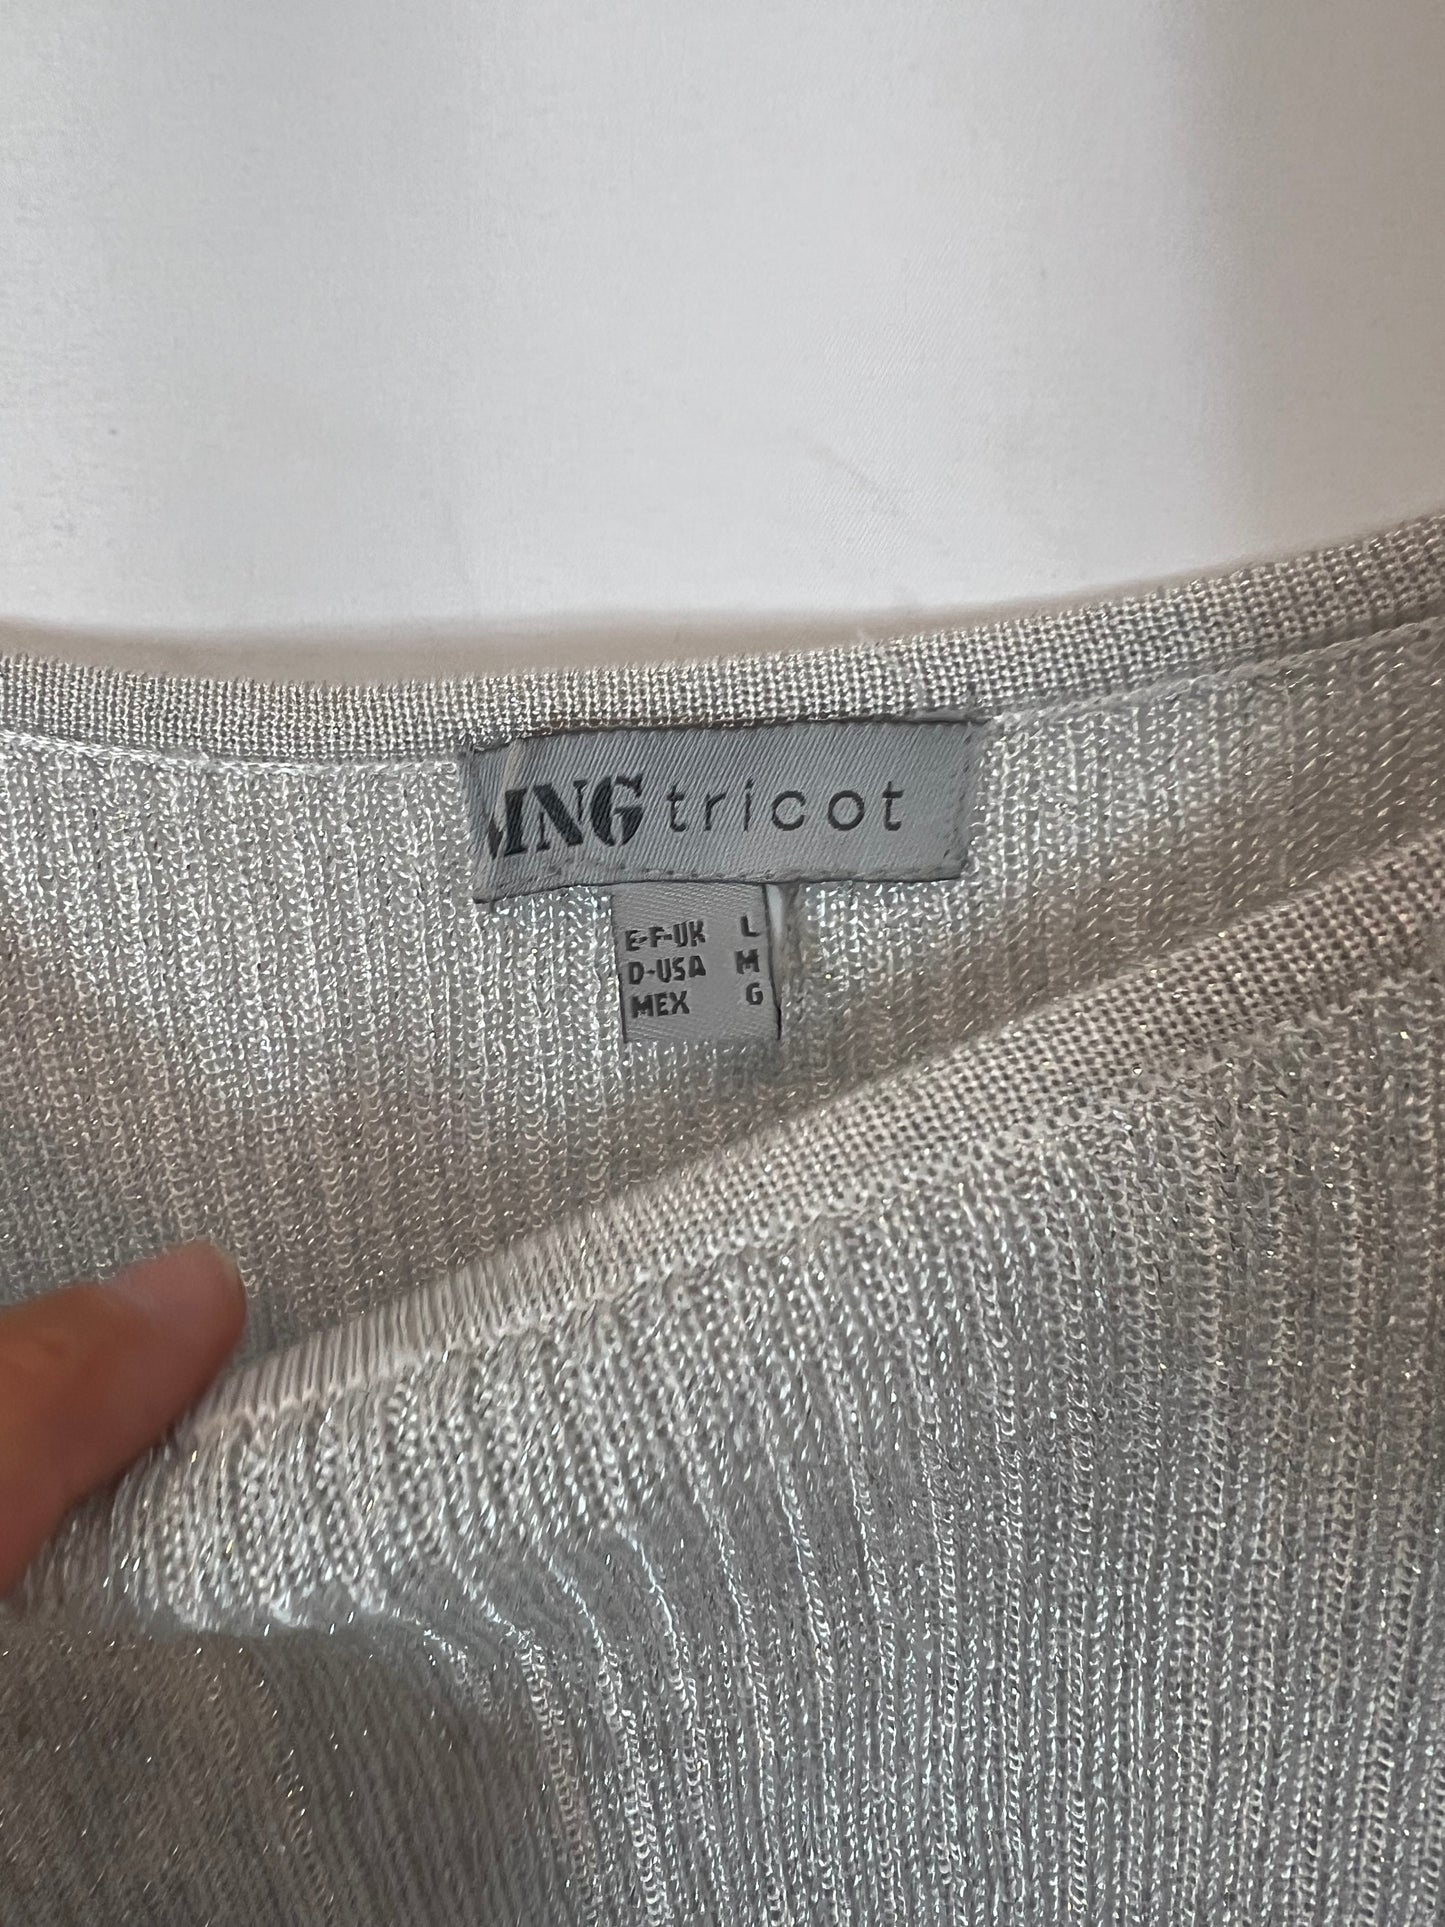 MNG tricot
E-F-UK L
D-USA M
MEX G